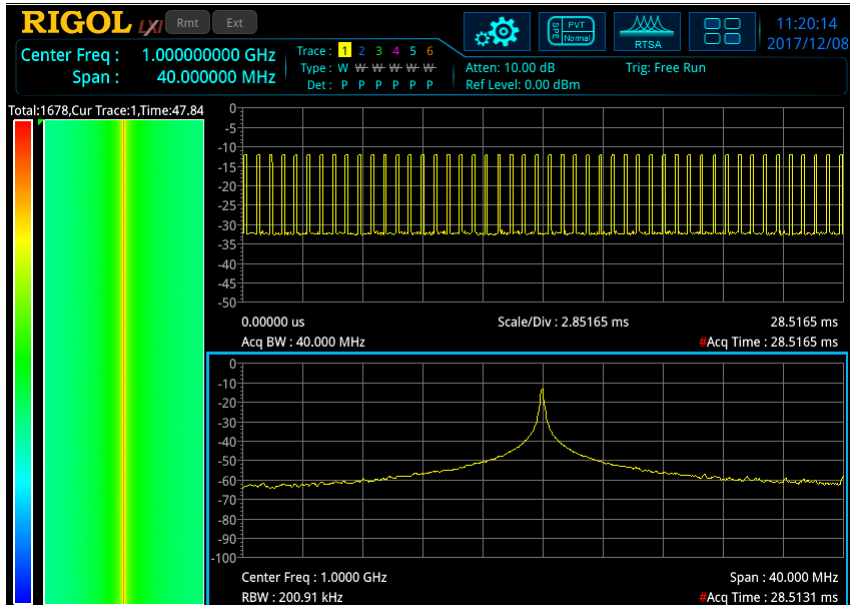 RIGOL LXI Rmt Ext
SPE PVT Normal
RTSA
11:20:14
2017/12/08
Center Freq : 1.000000000 GHz
Span : 40.000000 MHz
Trace : 1 2 3 4 5 6
Type : W W W W W W
Det : P P P P P P
Atten: 10.00 dB
Trig: Free Run
Ref Level: 0.00 dBm
Total:1678,Cur Trace:1,Time:47.84
0
-5
-10
-15
-20
-25
-30
-35
-40
-45
-50
0.00000 us
Scale/Div : 2.85165 ms
28.5165 ms
Acq BW : 40.000 MHz
#Acq Time : 28.5165 ms
0
-10
-20
-30
-40
-50
-60
-70
-80
-90
-100
Center Freq : 1.0000 GHz
Span : 40.000 MHz
RBW : 200.91 kHz
#Acq Time : 28.5131 ms